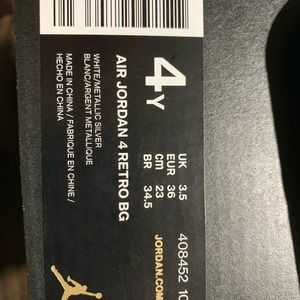 4Y
AIR JORDAN 4 RETRO BG
WHITE/METALLIC SILVER
BLANC/ARGENT METALLIQUE
MADE IN CHINA / FABRIQUE EN CHINE /
HECHO EN CHINA
UK 3.5
EUR 36
cm 23
BR 34.5
408452 10
JORDAN.COM